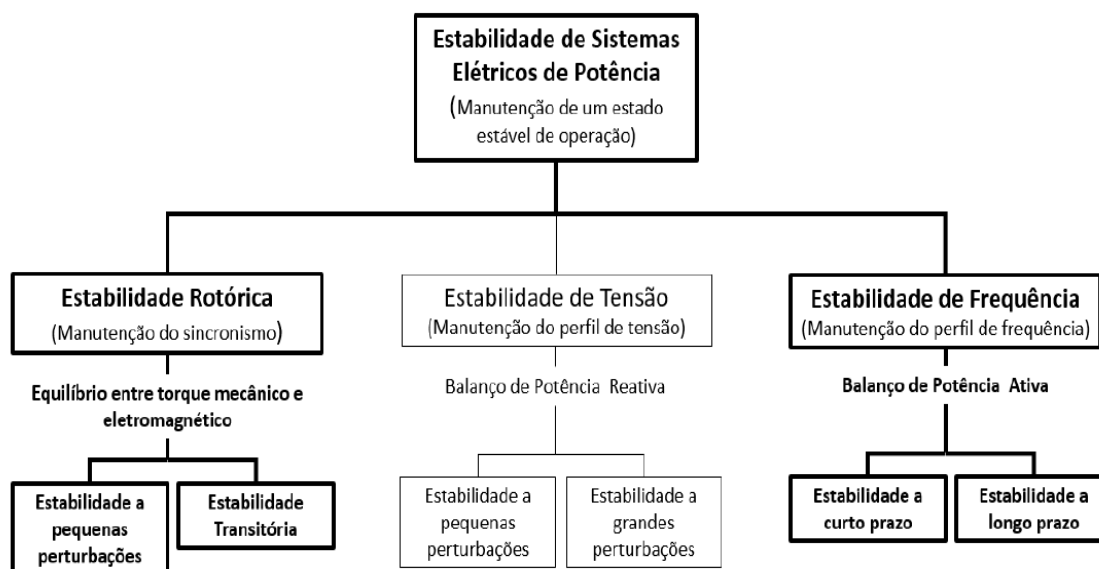 Estabilidade de Sistemas
Elétricos de Potência
(Manutenção de um estado
estável de operação)
Estabilidade Rotórica
(Manutenção do sincronismo)
Equilíbrio entre torque mecânico e
eletromagnético
Estabilidade a
pequenas
perturbações
Estabilidade
Transitória
Estabilidade de Tensão
(Manutenção do perfil de tensão)
Balanço de Potência Reativa
Estabilidade a
pequenas
perturbações
Estabilidade a
grandes
perturbações
Estabilidade de Frequência
(Manutenção do perfil de frequência)
Balanço de Potência Ativa
Estabilidade a
curto prazo
Estabilidade a
longo prazo